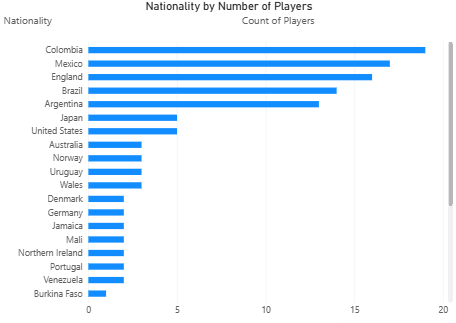 Nationality by Number of Players
Nationality
Count of Players
Colombia
Mexico
England
Brazil
Argentina
Japan
United States
Australia
Norway
Uruguay
Wales
Denmark
Germany
Jamaica
Mali
Northern Ireland
Portugal
Venezuela
Burkina Faso
0 5 10 15 20